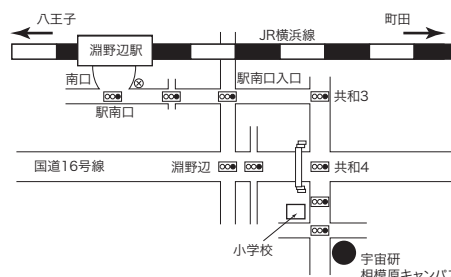 八王子
町田
JR横浜線
淵野辺駅
南口
駅南口入口
共和3
駅南口
国道16号線
淵野辺
共和4
小学校
宇宙研
相模原キャンパス